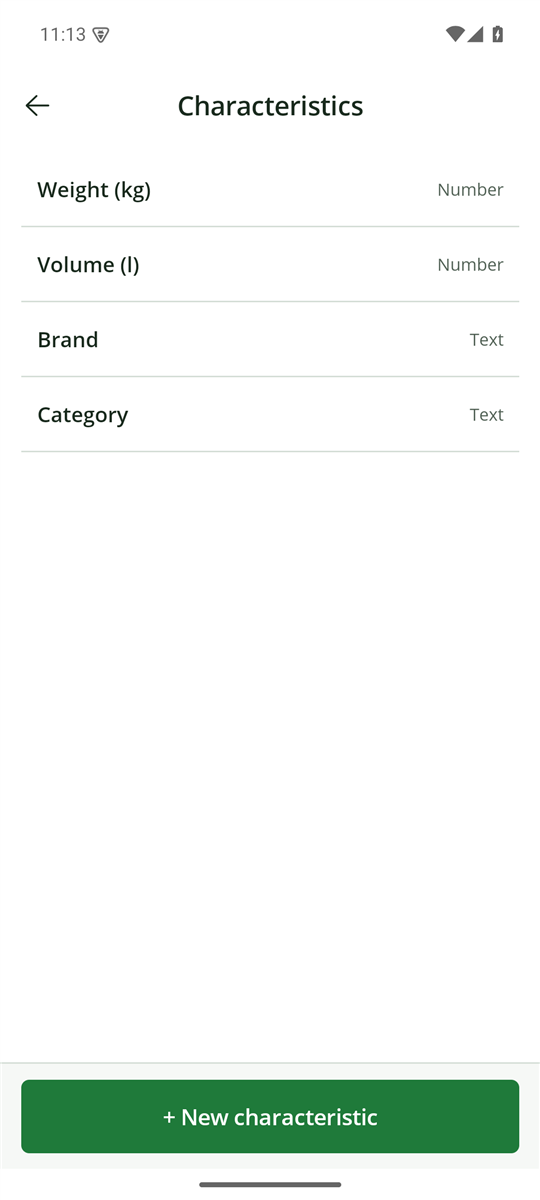 11:13
Characteristics
Weight (kg) Number
Volume (l) Number
Brand Text
Category Text
+ New characteristic